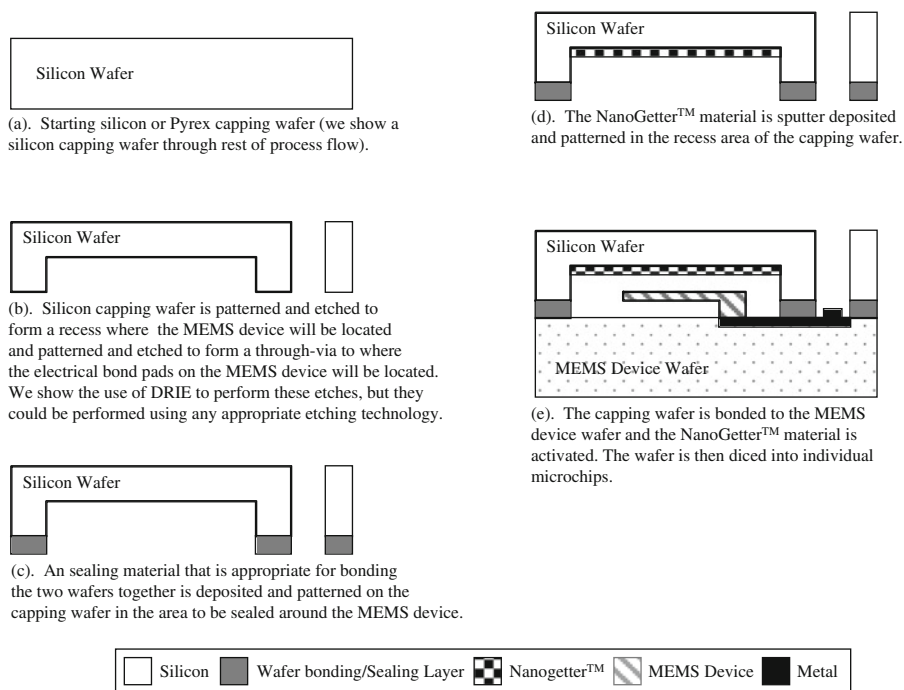 Silicon Wafer
(a). Starting silicon or Pyrex capping wafer (we show a
silicon capping wafer through rest of process flow).
Silicon Wafer
(b). Silicon capping wafer is patterned and etched to
form a recess where the MEMS device will be located
and patterned and etched to form a through-via to where
the electrical bond pads on the MEMS device will be located.
We show the use of DRIE to perform these etches, but they
could be performed using any appropriate etching technology.
Silicon Wafer
(c). An sealing material that is appropriate for bonding
the two wafers together is deposited and patterned on the
capping wafer in the area to be sealed around the MEMS device.
Silicon Wafer
(d). The NanoGetter™ material is sputter deposited
and patterned in the recess area of the capping wafer.
Silicon Wafer
MEMS Device Wafer
(e). The capping wafer is bonded to the MEMS
device wafer and the NanoGetter™ material is
activated. The wafer is then diced into individual
microchips.
Silicon Wafer bonding/Sealing Layer Nanogetter™ MEMS Device Metal